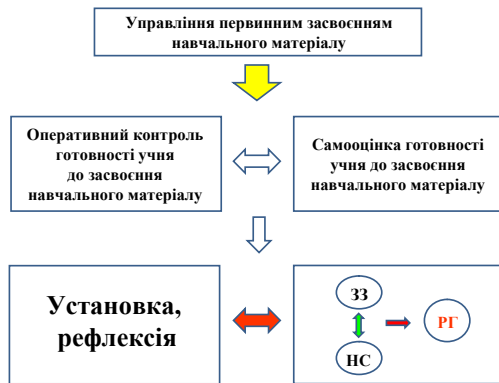 Управління первинним засвоєнням
навчального матеріалу
Оперативний контроль
готовності учня
до засвоєння
навчального матеріалу
Самооцінка готовності
учня до засвоєння
навчального матеріалу
Установка,
рефлексія
ЗЗ
РГ
НС